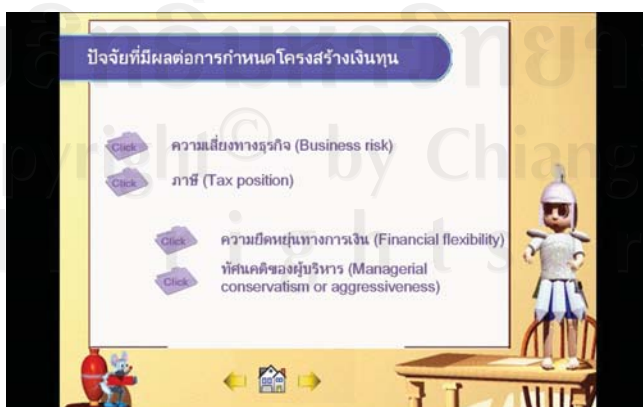 ปัจจัยที่มีผลต่อการกำหนดโครงสร้างเงินทุน
Click ความเสี่ยงทางธุรกิจ (Business risk)
Click ภาษี (Tax position)
Click ความยืดหยุ่นทางการเงิน (Financial flexibility)
Click ทัศนคติของผู้บริหาร (Managerial
conservatism or aggressiveness)